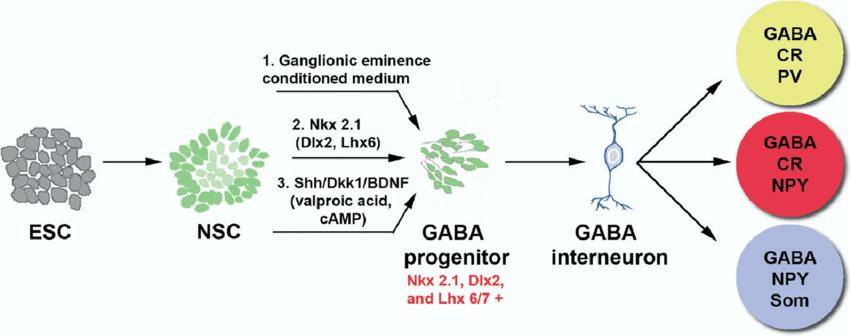 1. Ganglionic eminence
conditioned medium
2. Nkx 2.1
(Dlx2, Lhx6)
3. Shh/Dkk1/BDNF
(valproic acid,
cAMP)
ESC
NSC
GABA
progenitor
Nkx 2.1, Dlx2,
and Lhx 6/7 +
GABA
interneuron
GABA
CR
PV
GABA
CR
NPY
GABA
NPY
Som